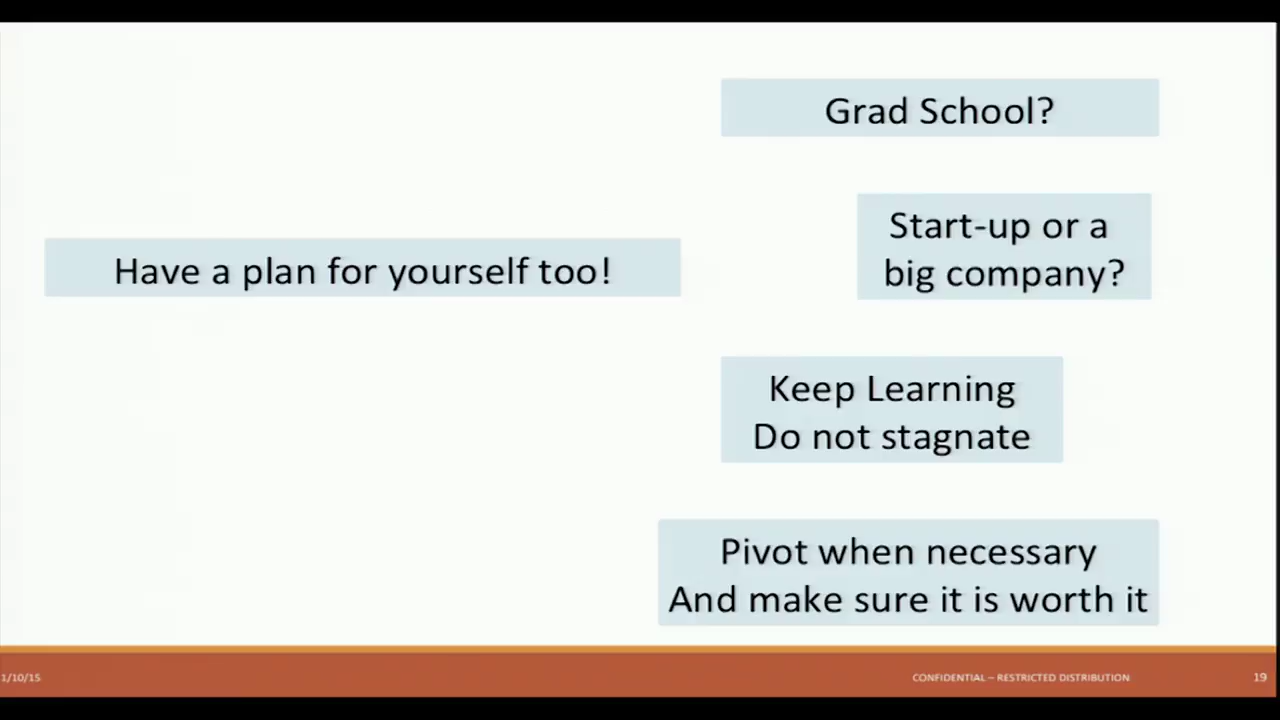 Grad School?
Start-up or a
big company?
Have a plan for yourself too!
Keep Learning
Do not stagnate
Pivot when necessary
And make sure it is worth it
1/10/15
CONFIDENTIAL – RESTRICTED DISTRIBUTION
19